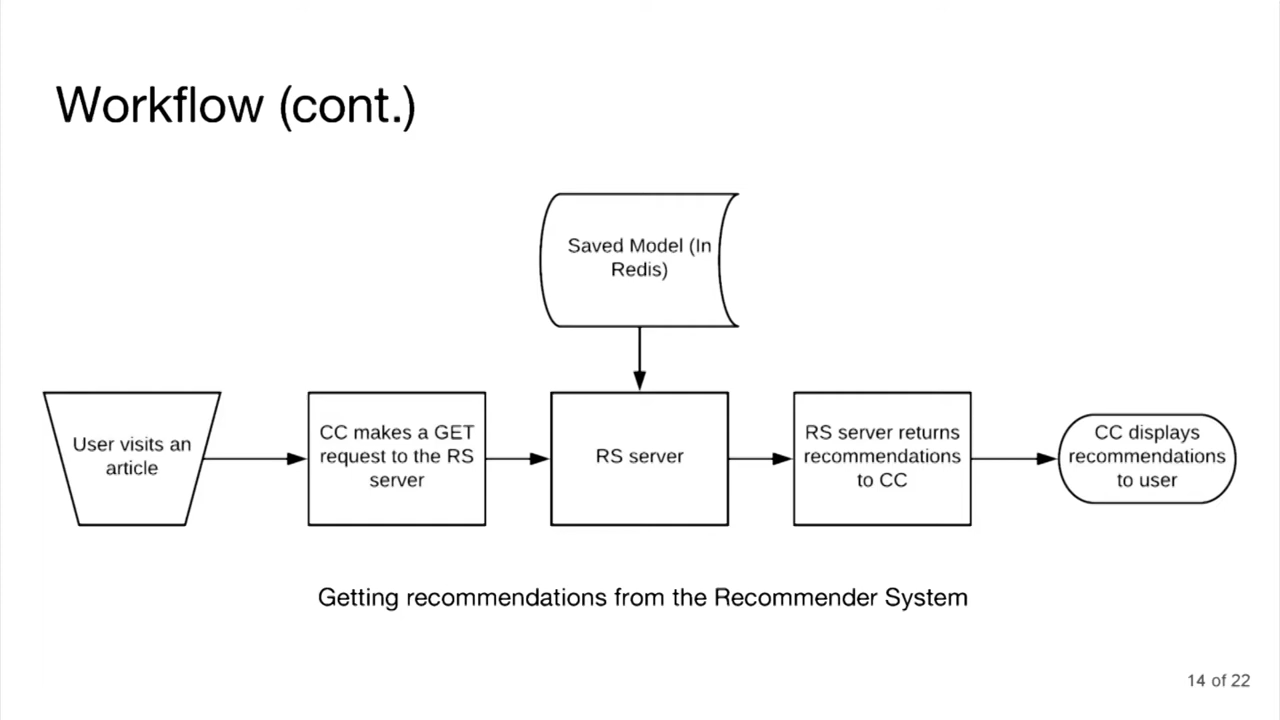 Workflow (cont.)
Saved Model (In
Redis)
User visits an
article
CC makes a GET
request to the RS
server
RS server
RS server returns
recommendations
to CC
CC displays
recommendations
to user
Getting recommendations from the Recommender System
14 of 22